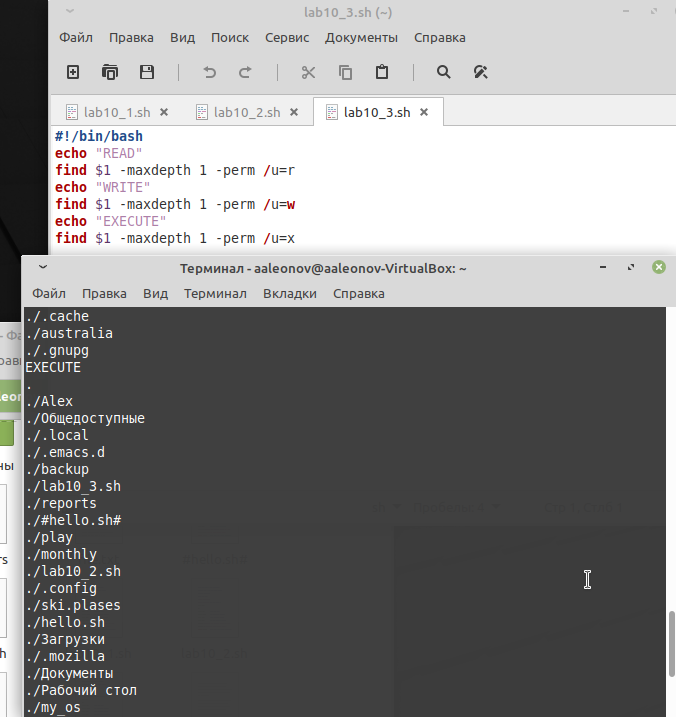 lab10_3.sh (~)
Файл Правка Вид Поиск Сервис Документы Справка
lab10_1.sh lab10_2.sh lab10_3.sh
#!/bin/bash
echo "READ"
find $1 -maxdepth 1 -perm /u=r
echo "WRITE"
find $1 -maxdepth 1 -perm /u=w
echo "EXECUTE"
find $1 -maxdepth 1 -perm /u=x
Терминал - aaleonov@aaleonov-VirtualBox: ~
Файл Правка Вид Терминал Вкладки Справка
./.cache
./australia
./.gnupg
EXECUTE
.
./Alex
./Общедоступные
./.local
./.emacs.d
./backup
./lab10_3.sh
./reports
./#hello.sh#
./play
./monthly
./lab10_2.sh
./.config
./ski.plases
./hello.sh
./Загрузки
./.mozilla
./Документы
./Рабочий стол
./my_os